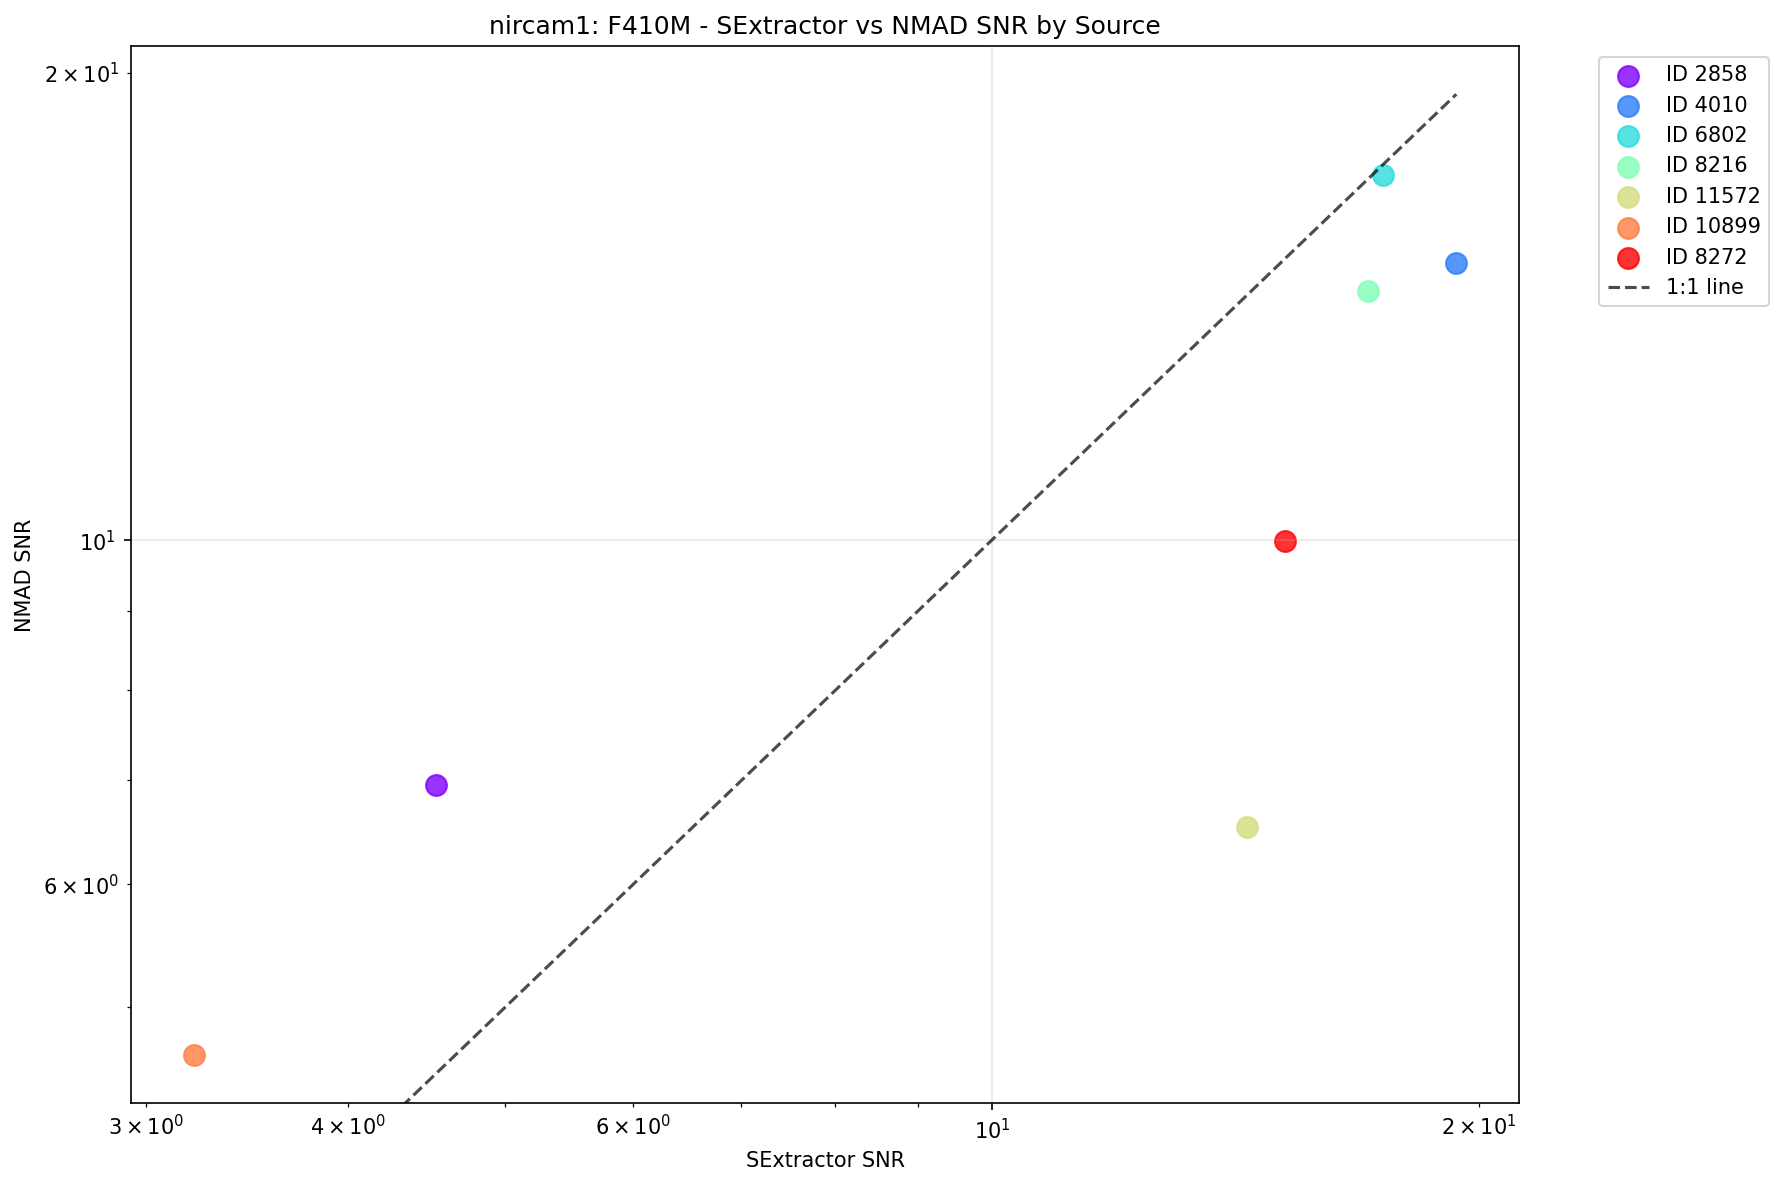 nircam1: F410M - SExtractor vs NMAD SNR by Source
2 × 10¹
10¹
6 × 10⁰
NMAD SNR
3 × 10⁰
4 × 10⁰
6 × 10⁰
10¹
2 × 10¹
SExtractor SNR
ID 2858
ID 4010
ID 6802
ID 8216
ID 11572
ID 10899
ID 8272
1:1 line